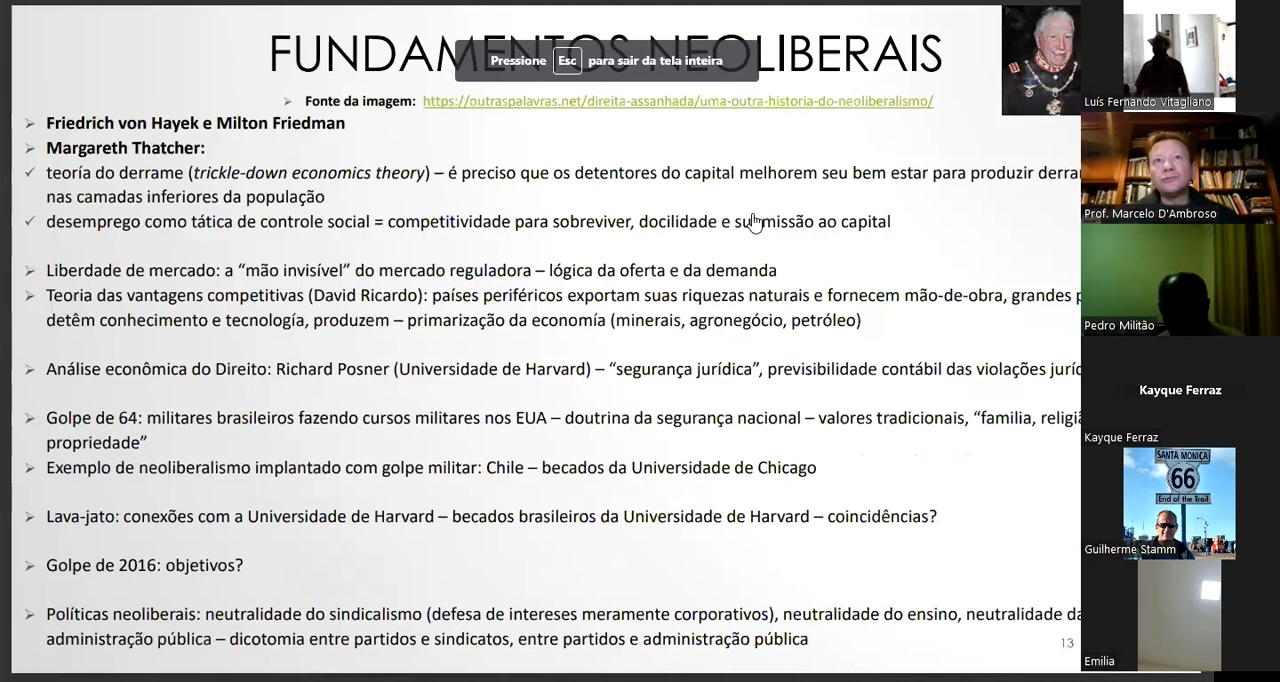 FUNDAMENTOS NEOLIBERAIS
Pressione Esc para sair da tela inteira
Fonte da imagem: https://outraspalavras.net/direita-assanhada/uma-outra-historia-do-neoliberalismo/
Friedrich von Hayek e Milton Friedman
Margareth Thatcher:
teoría do derrame (trickle-down economics theory) – é preciso que os detentores do capital melhorem seu bem estar para produzir
nas camadas inferiores da população
desemprego como tática de controle social = competitividade para sobreviver, docilidade e submissão ao capital
Liberdade de mercado: a “mão invisível” do mercado reguladora – lógica da oferta e da demanda
Teoria das vantagens competitivas (David Ricardo): países periféricos exportam suas riquezas naturais e fornecem mão-de-obra, grandes
detêm conhecimento e tecnología, produzem – primarização da economía (minerais, agronegócio, petróleo)
Análise econômica do Direito: Richard Posner (Universidade de Harvard) – “segurança jurídica”, previsibilidade contábil das violações
Golpe de 64: militares brasileiros fazendo cursos militares nos EUA – doutrina da segurança nacional – valores tradicionais, “familia,
propriedade”
Exemplo de neoliberalismo implantado com golpe militar: Chile – becados da Universidade de Chicago
Lava-jato: conexões com a Universidade de Harvard – becados brasileiros da Universidade de Harvard – coincidências?
Golpe de 2016: objetivos?
Políticas neoliberais: neutralidade do sindicalismo (defesa de intereses meramente corporativos), neutralidade do ensino, neutralidade da
administração pública – dicotomia entre partidos e sindicatos, entre partidos e administração pública
13
Luís Fernando Vitagliano
Prof. Marcelo D'Ambroso
Pedro Militão
Kayque Ferraz
Kayque Ferraz
SANTA MONICA
66
End of the Trail
Guilherme Stamm
Emilia